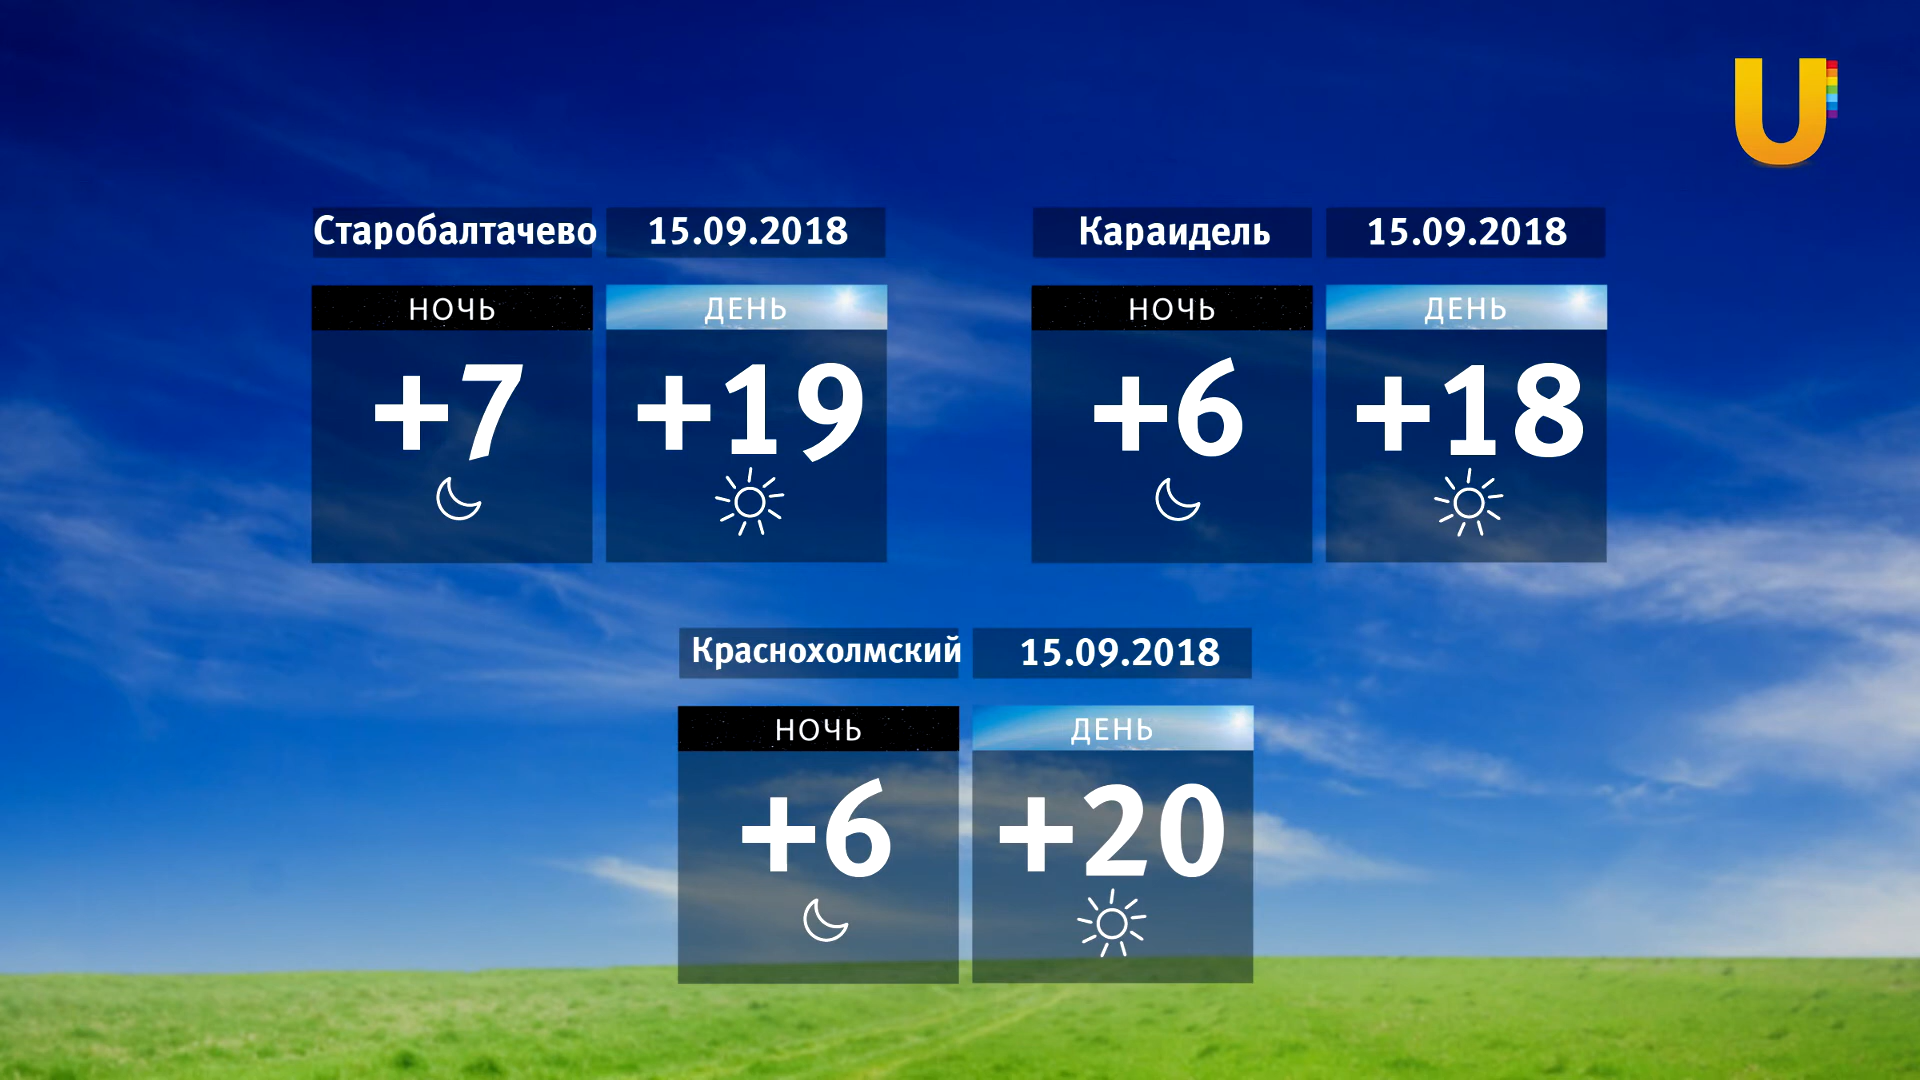 U
Старобалтачево 15.09.2018
НОЧЬ ДЕНЬ
+7 +19
Караидель 15.09.2018
НОЧЬ ДЕНЬ
+6 +18
Краснохолмский 15.09.2018
НОЧЬ ДЕНЬ
+6 +20